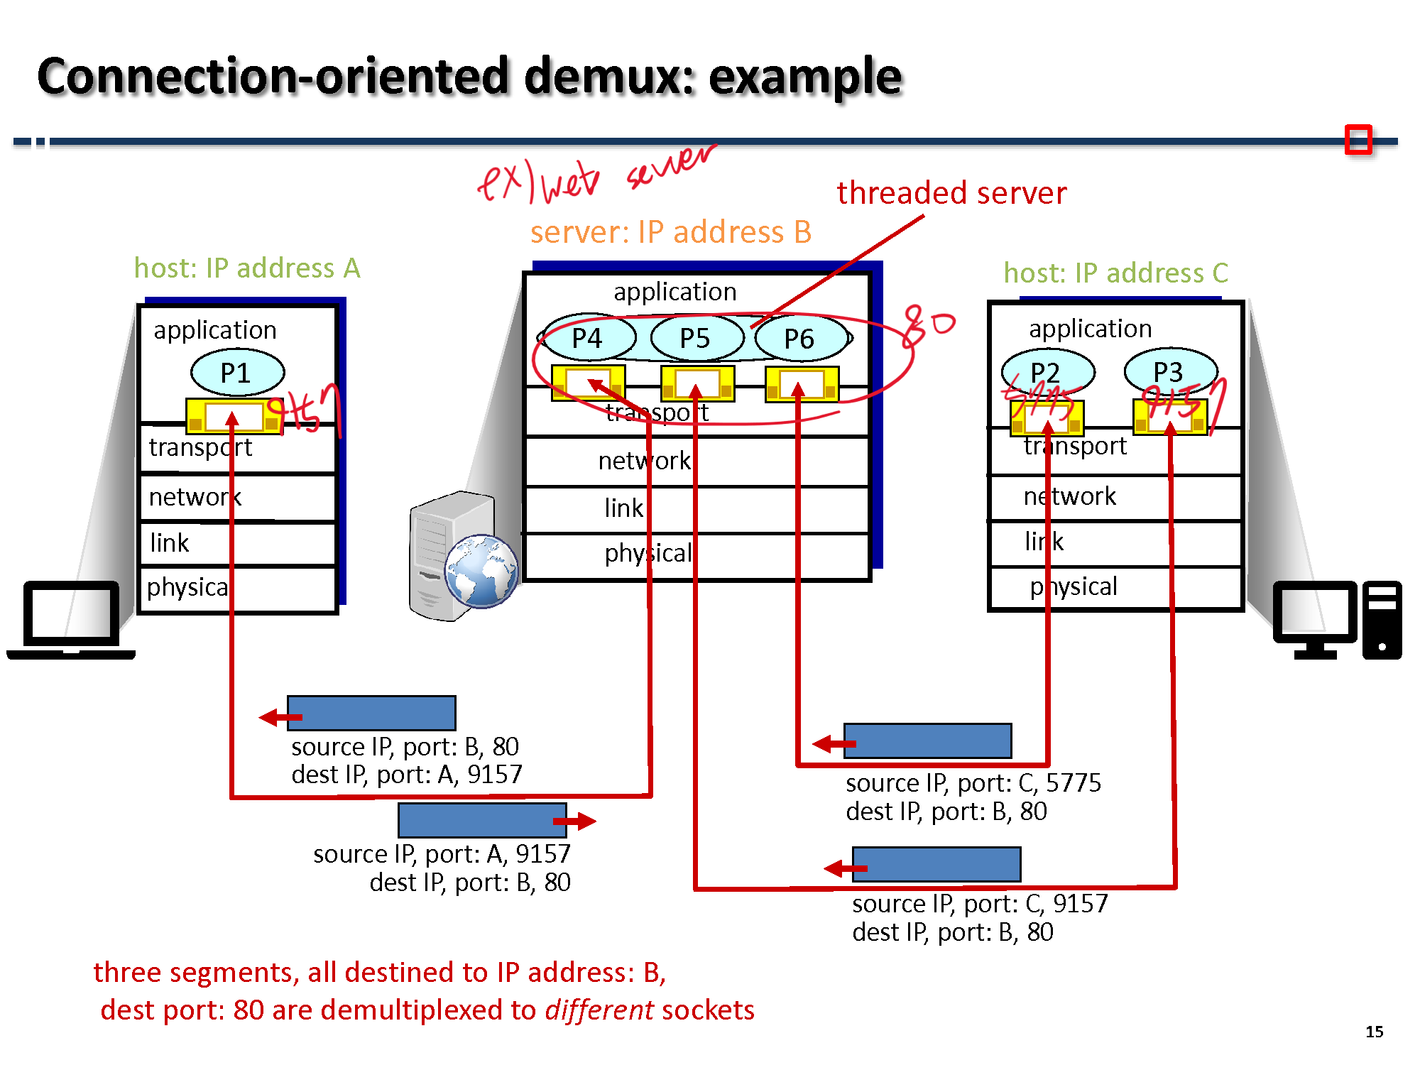 Connection-oriented demux: example
ex) web server
threaded server
server: IP address B
host: IP address A
host: IP address C
application
P4 P5 P6
80
transport
network
link
physical
application
P1
9157
transport
network
link
physical
application
P2 P3
5775 9157
transport
network
link
physical
source IP, port: B, 80
dest IP, port: A, 9157
source IP, port: A, 9157
dest IP, port: B, 80
source IP, port: C, 5775
dest IP, port: B, 80
source IP, port: C, 9157
dest IP, port: B, 80
three segments, all destined to IP address: B,
dest port: 80 are demultiplexed to different sockets
15